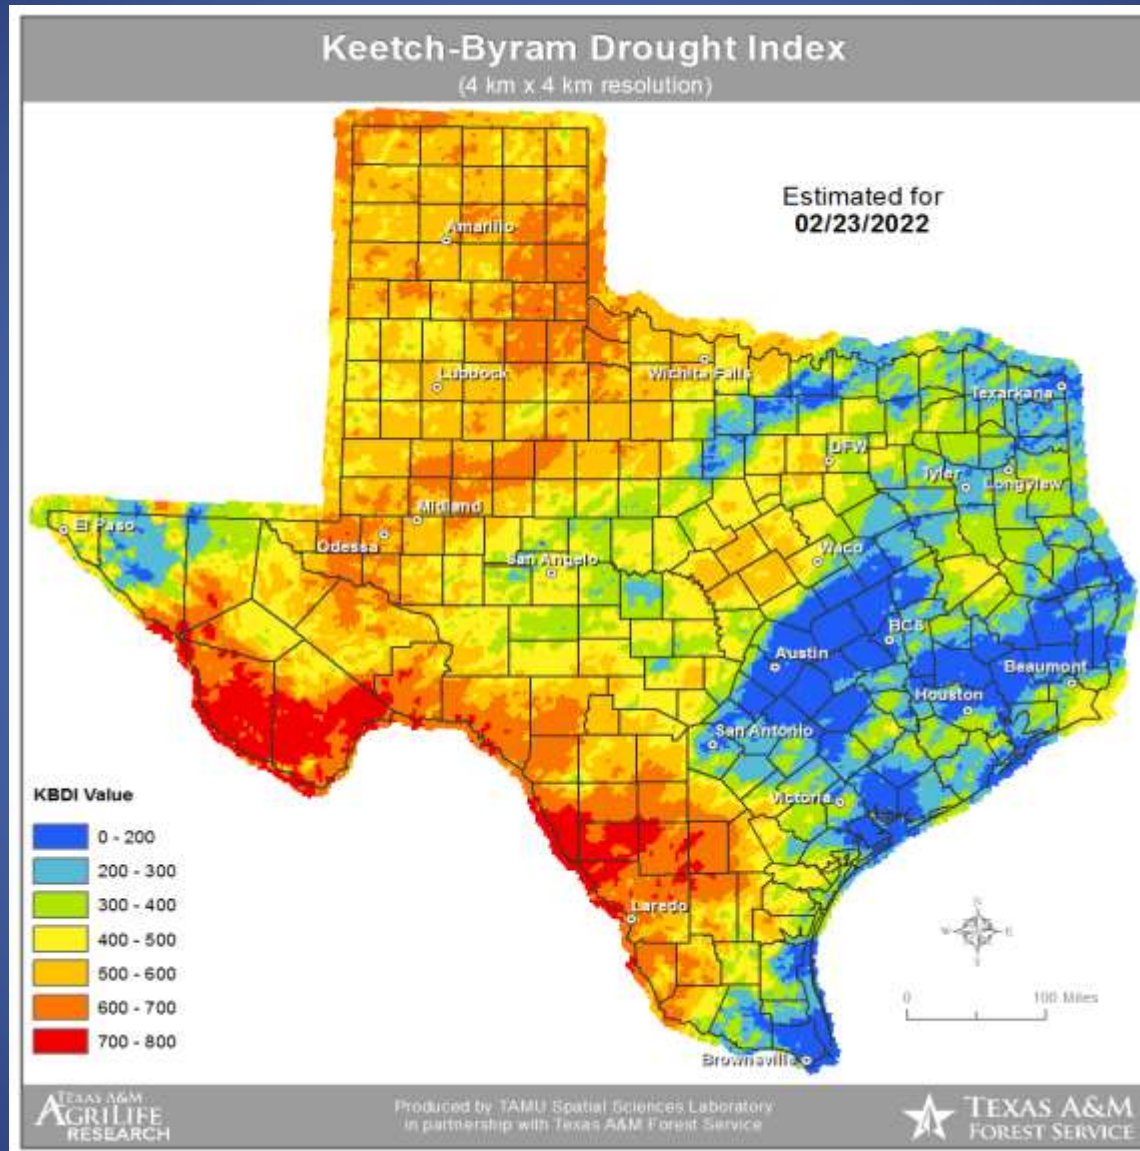 Keetch-Byram Drought Index
(4 km x 4 km resolution)
Estimated for
02/23/2022
Amarillo
Lubbock
Wichita Falls
Texarkana
DFW
Tyler
Longview
Midland
El Paso
Odessa
San Angelo
Waco
BCS
Austin
Beaumont
Houston
San Antonio
Victoria
Laredo
Brownsville
KBDI Value
0 - 200
200 - 300
300 - 400
400 - 500
500 - 600
600 - 700
700 - 800
N
W E
S
0 100 Miles
TEXAS A&M
AGRILIFE
RESEARCH
Produced by TAMU Spatial Sciences Laboratory
in partnership with Texas A&M Forest Service
TEXAS A&M
FOREST SERVICE